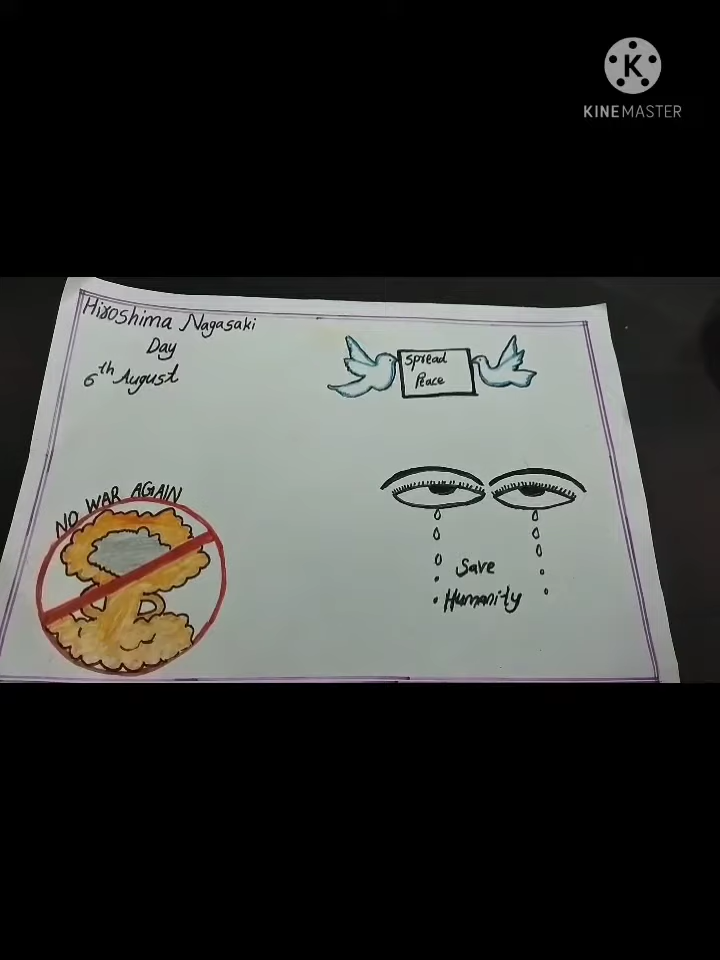 KINEMASTER
Hiroshima Nagasaki
Day
6th August
Spread
Peace
NO WAR AGAIN
Save
Humanity